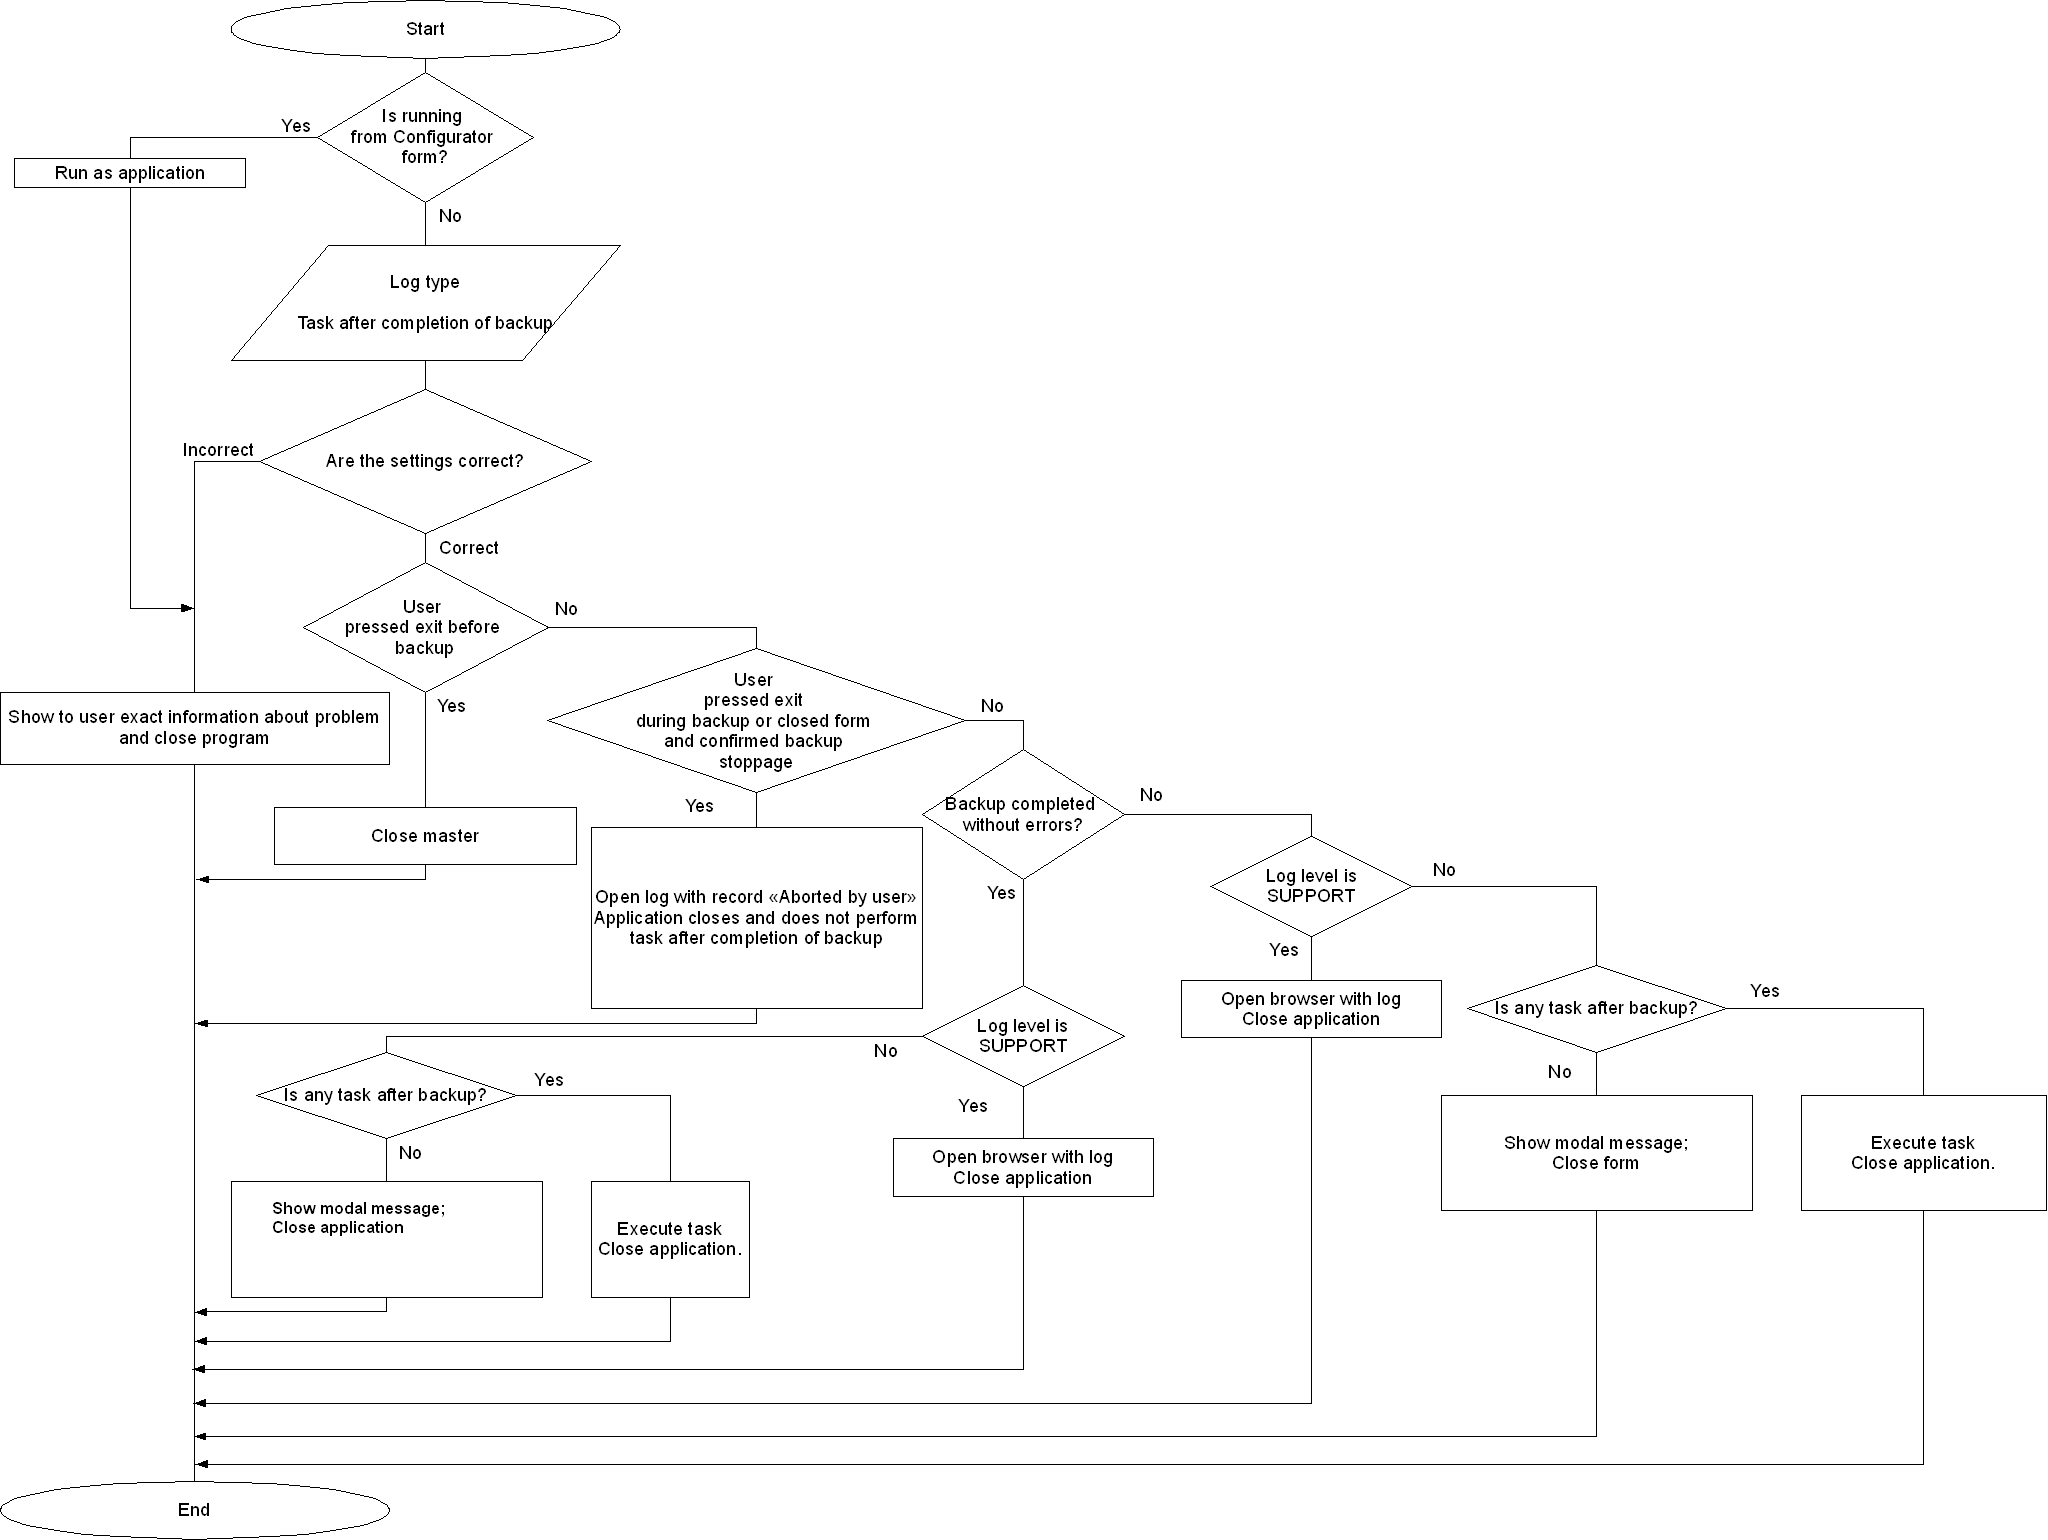 Start
Is running
from Configurator
form?
Yes
Run as application
No
Log type
Task after completion of backup
Incorrect
Are the settings correct?
Correct
User
pressed exit before
backup
No
Yes
User
pressed exit
during backup or closed form
and confirmed backup
stoppage
No
Show to user exact information about problem
and close program
Yes
Backup completed
without errors?
No
Close master
Open log with record «Aborted by user»
Application closes and does not perform
task after completion of backup
Yes
Log level is
SUPPORT
No
Yes
Open browser with log
Close application
Is any task after backup?
Yes
No
Log level is
SUPPORT
No
Is any task after backup?
Yes
No
Yes
Show modal message;
Close form
Execute task
Close application.
Open browser with log
Close application
Show modal message;
Close application
Execute task
Close application.
End